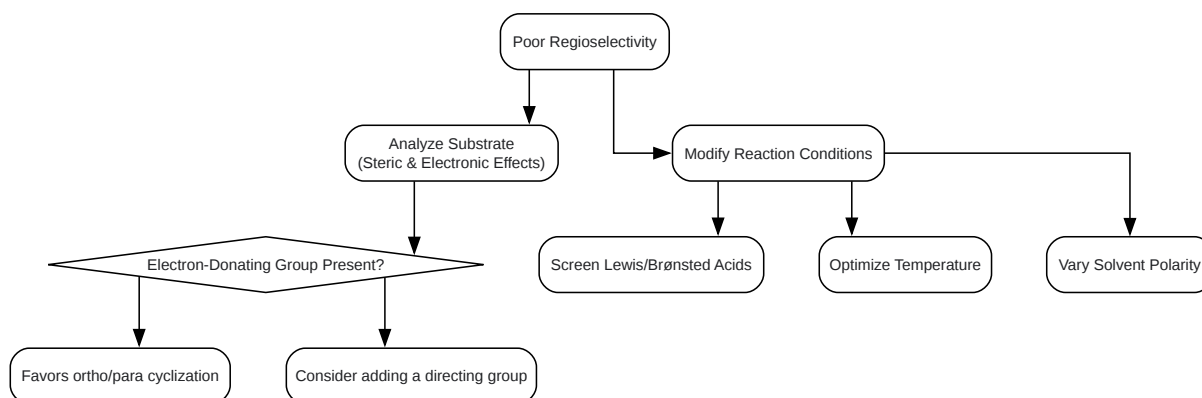 Poor Regioselectivity
Analyze Substrate
(Steric & Electronic Effects)
Modify Reaction Conditions
Electron-Donating Group Present?
Screen Lewis/Brønsted Acids
Optimize Temperature
Vary Solvent Polarity
Favors ortho/para cyclization
Consider adding a directing group